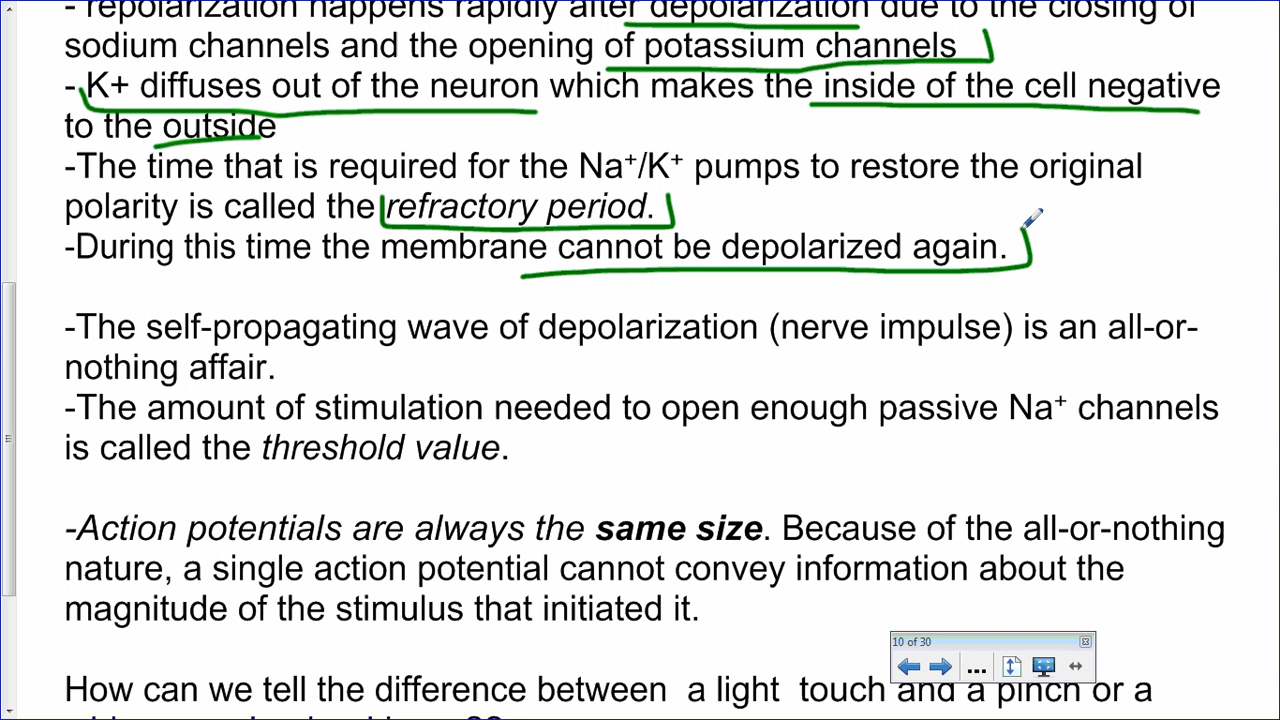 - repolarization happens rapidly after depolarization due to the closing of
sodium channels and the opening of potassium channels
- K+ diffuses out of the neuron which makes the inside of the cell negative
to the outside
-The time that is required for the Na⁺/K⁺ pumps to restore the original
polarity is called the refractory period.
-During this time the membrane cannot be depolarized again.
-The self-propagating wave of depolarization (nerve impulse) is an all-or-
nothing affair.
-The amount of stimulation needed to open enough passive Na⁺ channels
is called the threshold value.
-Action potentials are always the same size. Because of the all-or-nothing
nature, a single action potential cannot convey information about the
magnitude of the stimulus that initiated it.
10 of 30
...
How can we tell the difference between a light touch and a pinch or a